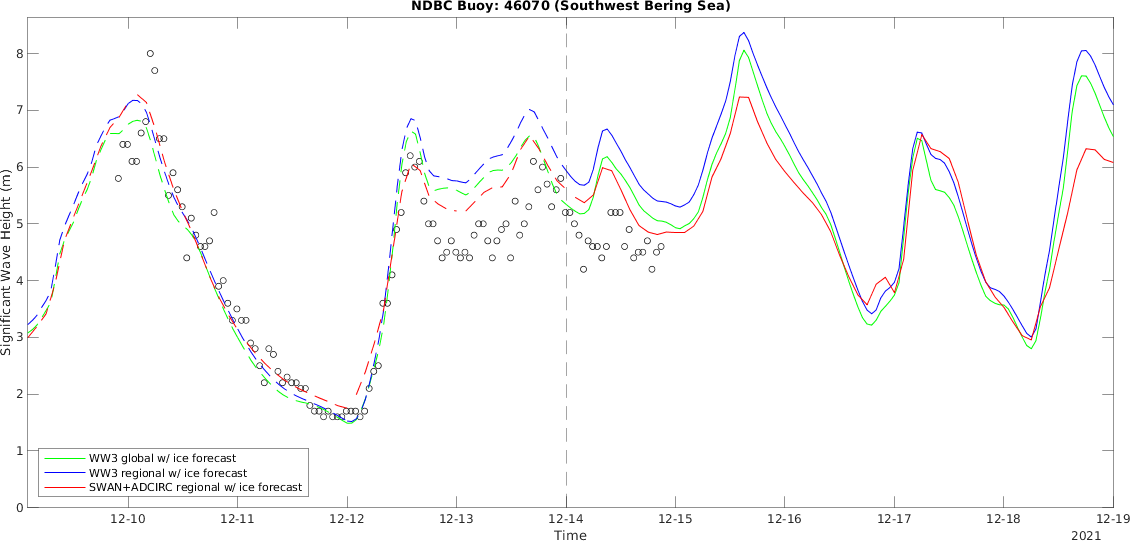 NDBC Buoy: 46070 (Southwest Bering Sea)
Significant Wave Height (m)
8
7
6
5
4
3
2
1
0
WW3 global w/ ice forecast
WW3 regional w/ ice forecast
SWAN+ADCIRC regional w/ ice forecast
12-10 12-11 12-12 12-13 12-14 12-15 12-16 12-17 12-18 12-19
Time
2021